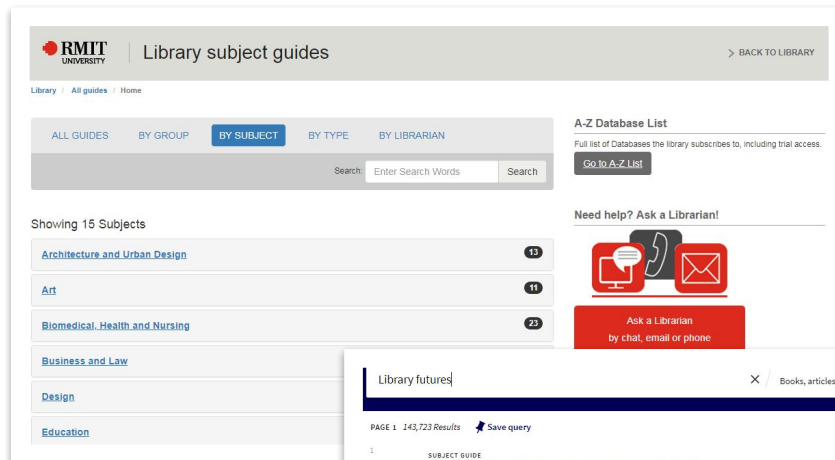 RMIT
UNIVERSITY
Library subject guides
BACK TO LIBRARY
Library / All guides / Home
ALL GUIDES BY GROUP BY SUBJECT BY TYPE BY LIBRARIAN
Search: Enter Search Words Search
Showing 15 Subjects
Architecture and Urban Design 13
Art 11
Biomedical, Health and Nursing 23
Business and Law
Design
Education
A-Z Database List
Full list of Databases the library subscribes to, including trial access.
Go to A-Z List
Need help? Ask a Librarian!
Ask a Librarian
by chat, email or phone
Library futures
Books, articles
PAGE 1 143,723 Results Save query
1
SUBJECT GUIDE